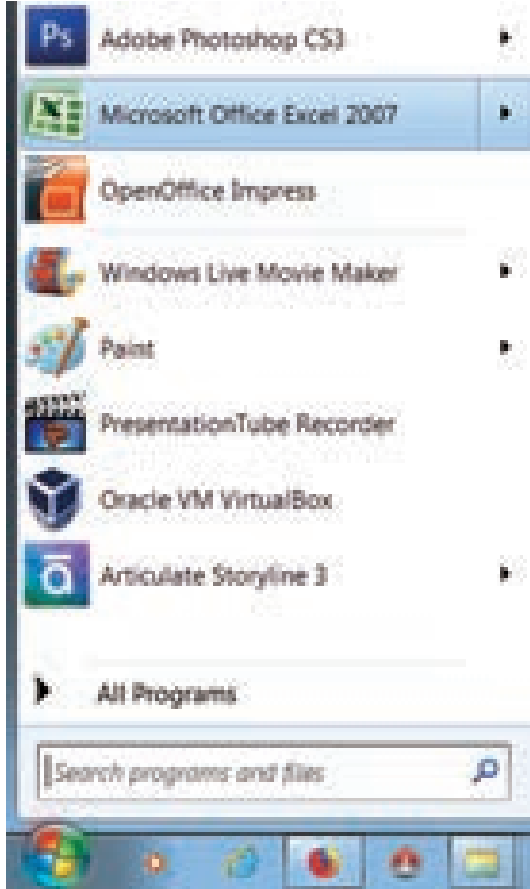 Ps Adobe Photoshop CS3
Microsoft Office Excel 2007
OpenOffice Impress
Windows Live Movie Maker
Paint
PresentationTube Recorder
Oracle VM VirtualBox
Articulate Storyline 3
All Programs
Search programs and files